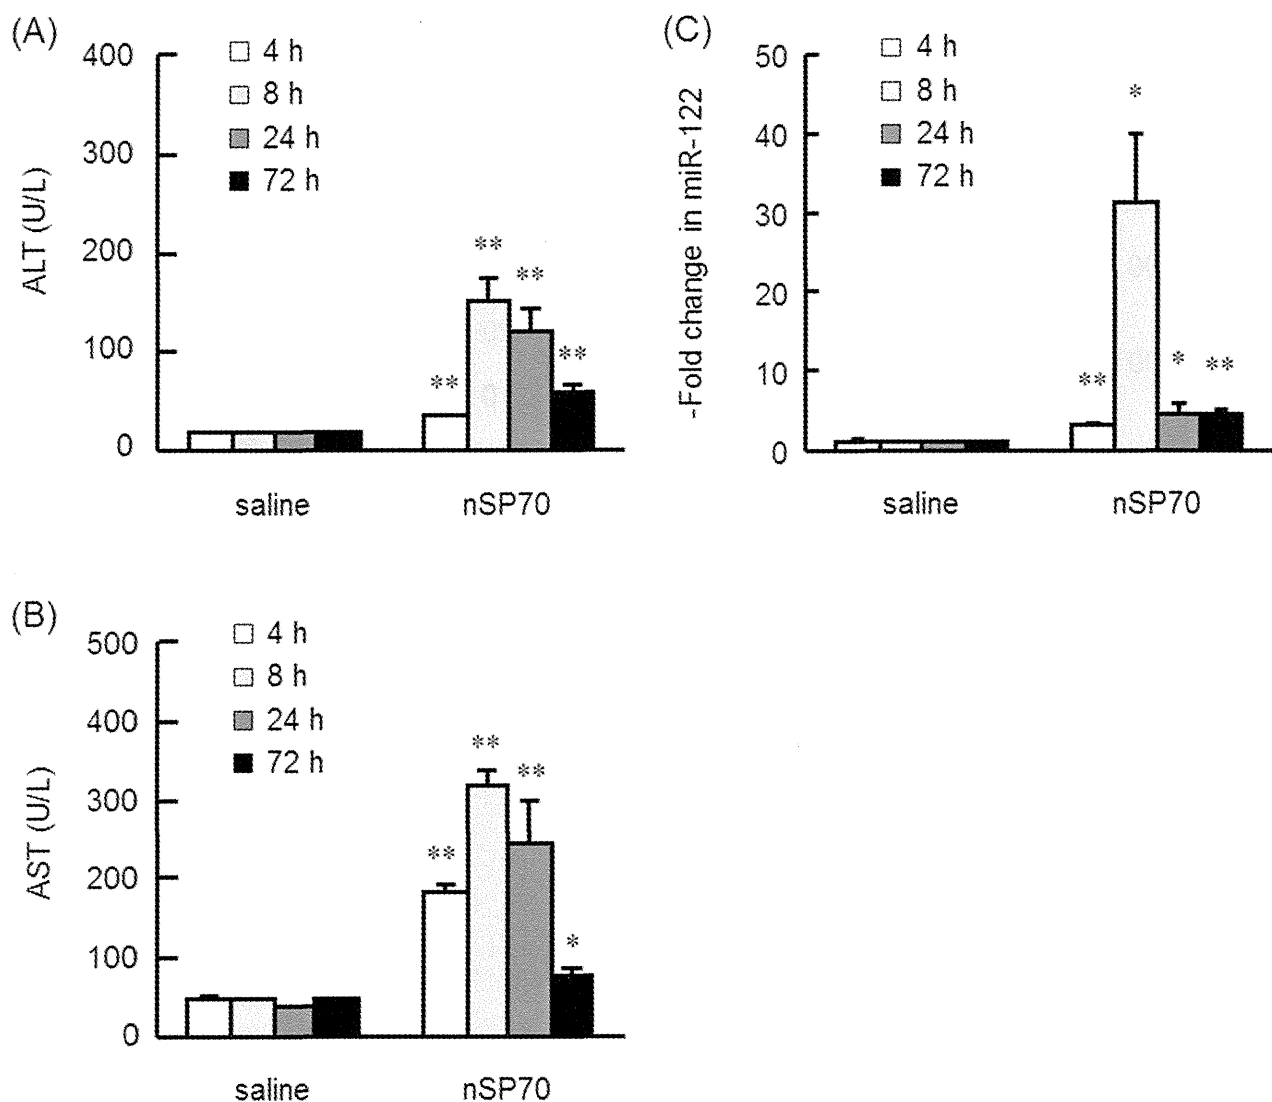 (A)
400
300
200
100
0
ALT (U/L)
4 h
8 h
24 h
72 h
**
**
**
**
saline
nSP70
(C)
50
40
30
20
10
0
-Fold change in miR-122
4 h
8 h
24 h
72 h
**
*
*
**
saline
nSP70
(B)
500
400
300
200
100
0
AST (U/L)
4 h
8 h
24 h
72 h
**
**
**
*
saline
nSP70